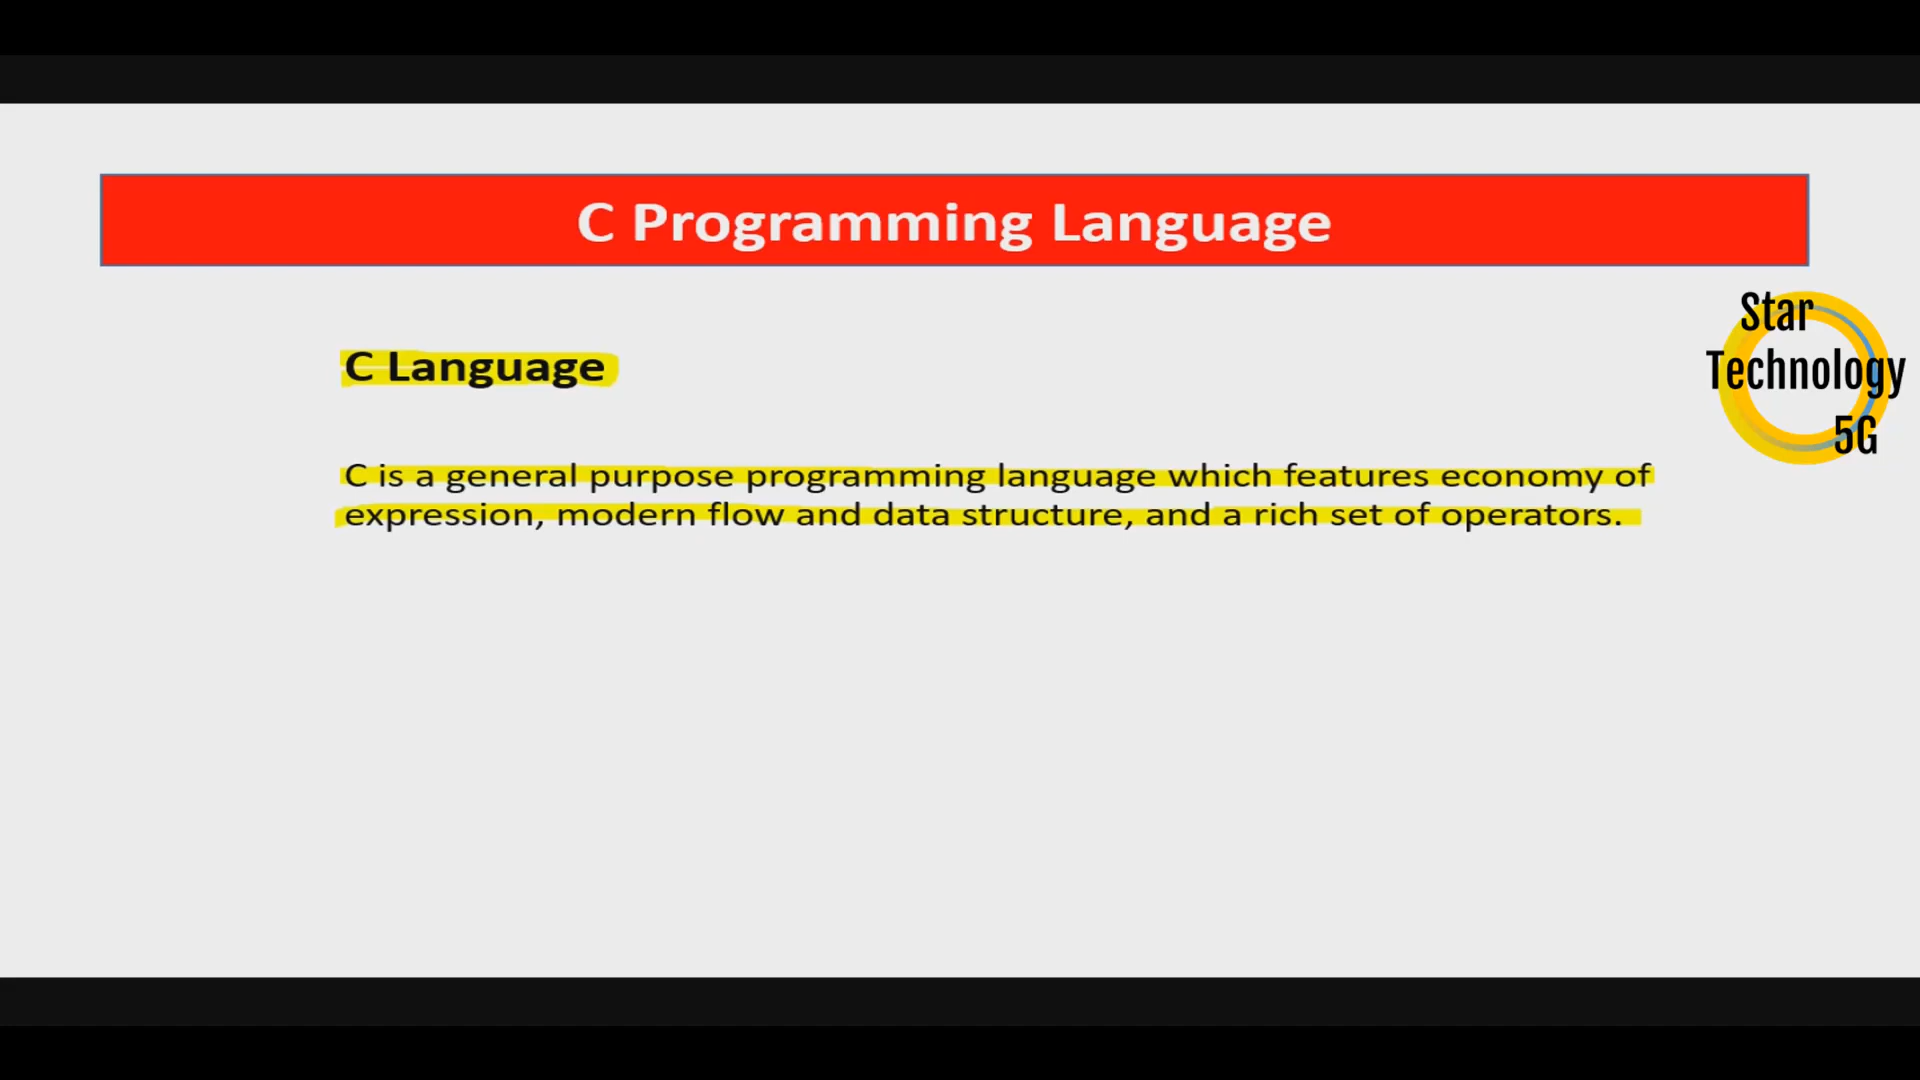 C Programming Language
Star
Technology
5G
C Language
C is a general purpose programming language which features economy of
expression, modern flow and data structure, and a rich set of operators.